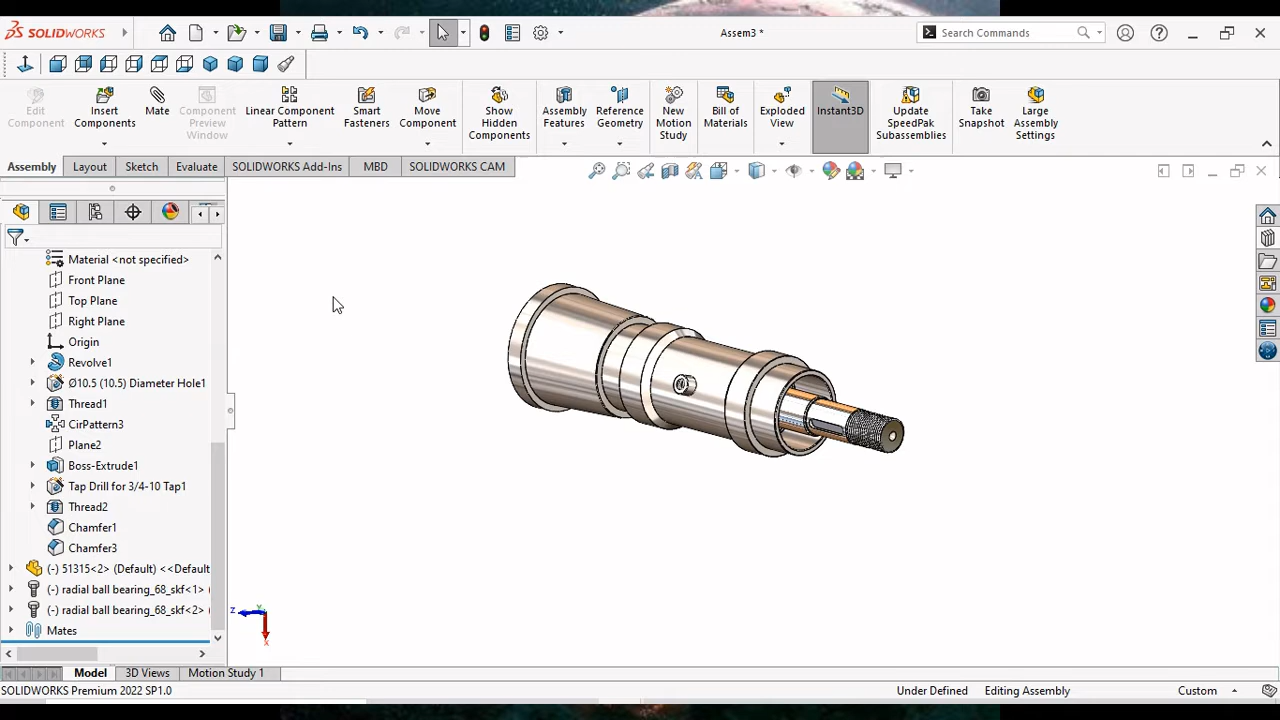 SOLIDWORKS
Assem3 *
Search Commands
Edit
Component
Insert
Components
Mate
Component
Preview
Window
Linear Component
Pattern
Smart
Fasteners
Move
Component
Show
Hidden
Components
Assembly
Features
Reference
Geometry
New
Motion
Study
Bill of
Materials
Exploded
View
Instant3D
Update
SpeedPak
Subassemblies
Take
Snapshot
Large
Assembly
Settings
Assembly
Layout
Sketch
Evaluate
SOLIDWORKS Add-Ins
MBD
SOLIDWORKS CAM
Material <not specified>
Front Plane
Top Plane
Right Plane
Origin
Revolve1
Ø10.5 (10.5) Diameter Hole1
Thread1
CirPattern3
Plane2
Boss-Extrude1
Tap Drill for 3/4-10 Tap1
Thread2
Chamfer1
Chamfer3
(-) 51315<2> (Default) <<Default
(-) radial ball bearing_68_skf<1> (
(-) radial ball bearing_68_skf<2> (
Mates
Z
Y
X
Model
3D Views
Motion Study 1
SOLIDWORKS Premium 2022 SP1.0
Under Defined
Editing Assembly
Custom